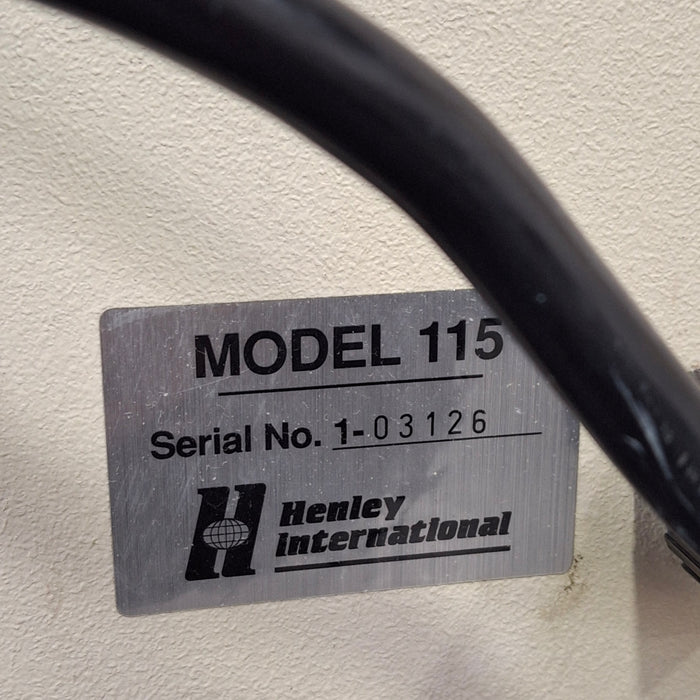 MODEL 115
Serial No. 1-03126
H Henley
International